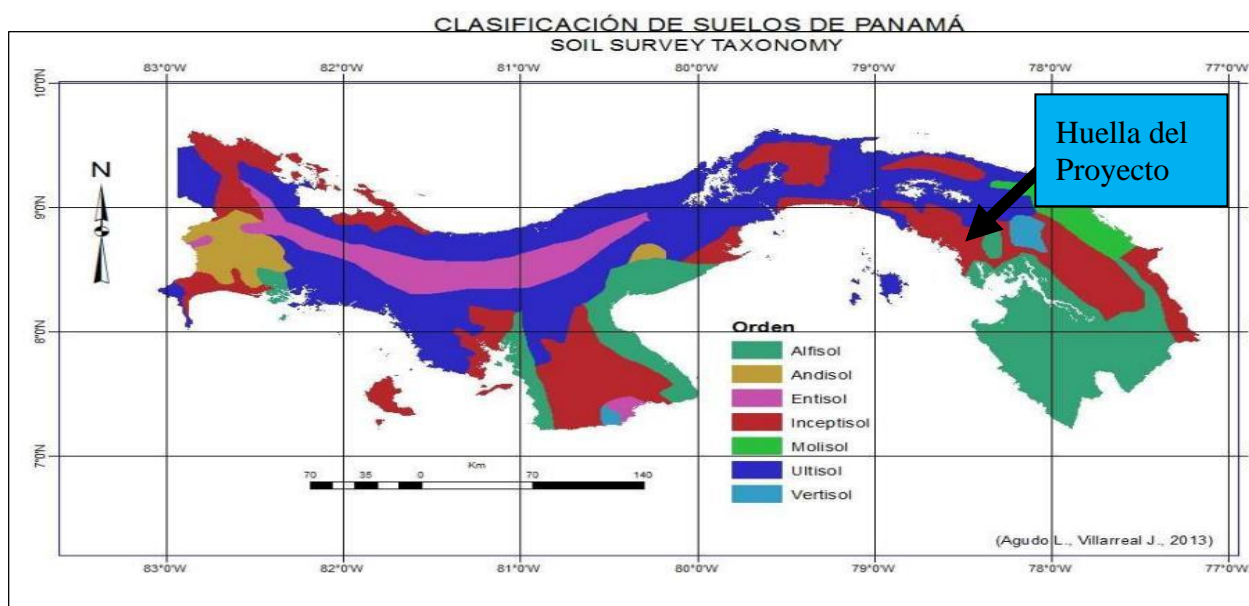 CLASIFICACIÓN DE SUELOS DE PANAMÁ
SOIL SURVEY TAXONOMY
83°0'W 82°0'W 81°0'W 80°0'W 79°0'W 78°0'W 77°0'W
10°0'N
9°0'N
8°0'N
7°0'N
N
Huella del
Proyecto
Orden
Alfisol
Andisol
Entisol
Inceptisol
Molisol
Ultisol
Vertisol
Km
70 35 0 70 140
(Agudo L., Villarreal J., 2013)
83°0'W 82°0'W 81°0'W 80°0'W 79°0'W 78°0'W 77°0'W